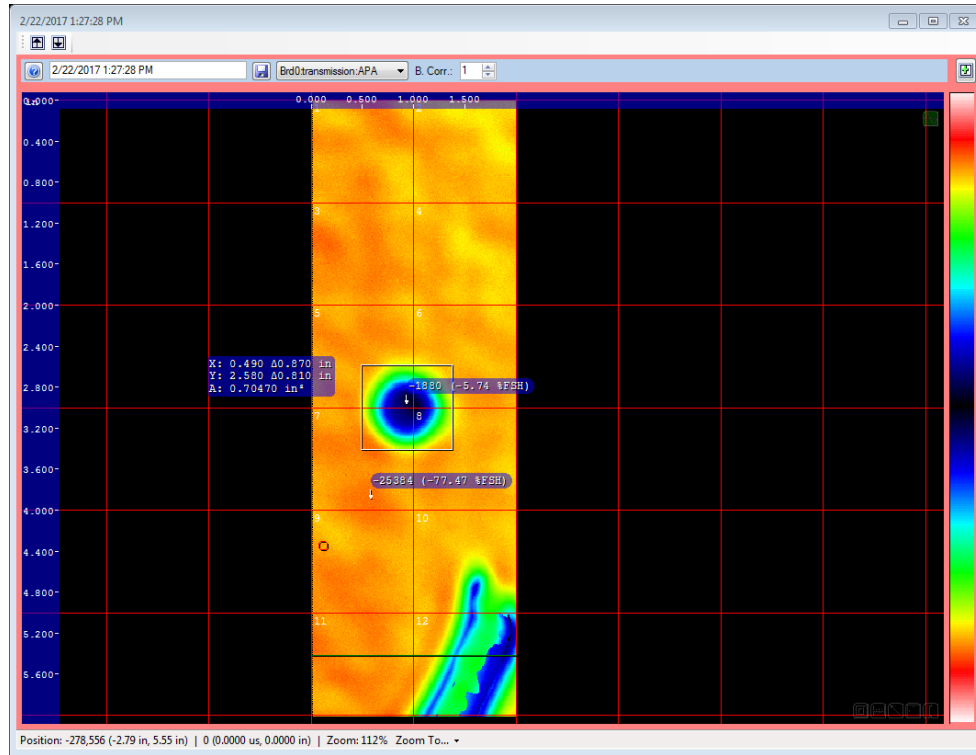 2/22/2017 1:27:28 PM
2/22/2017 1:27:28 PM Brd0:transmission:APA B. Corr.: 1
0.000 0.500 1.000 1.500
0.400
0.800
3 4
1.200
1.600
2.000
5 6
2.400
X: 0.490 Δ0.870 in
Y: 2.580 Δ0.810 in
A: 0.70470 in²
-1880 (-5.74 %FSH)
2.800
7 8
3.200
3.600
-25384 (-77.47 %FSH)
4.000
9 10
4.400
4.800
11 12
5.200
5.600
Position: -278,556 (-2.79 in, 5.55 in) | 0 (0.0000 us, 0.0000 in) | Zoom: 112% Zoom To...